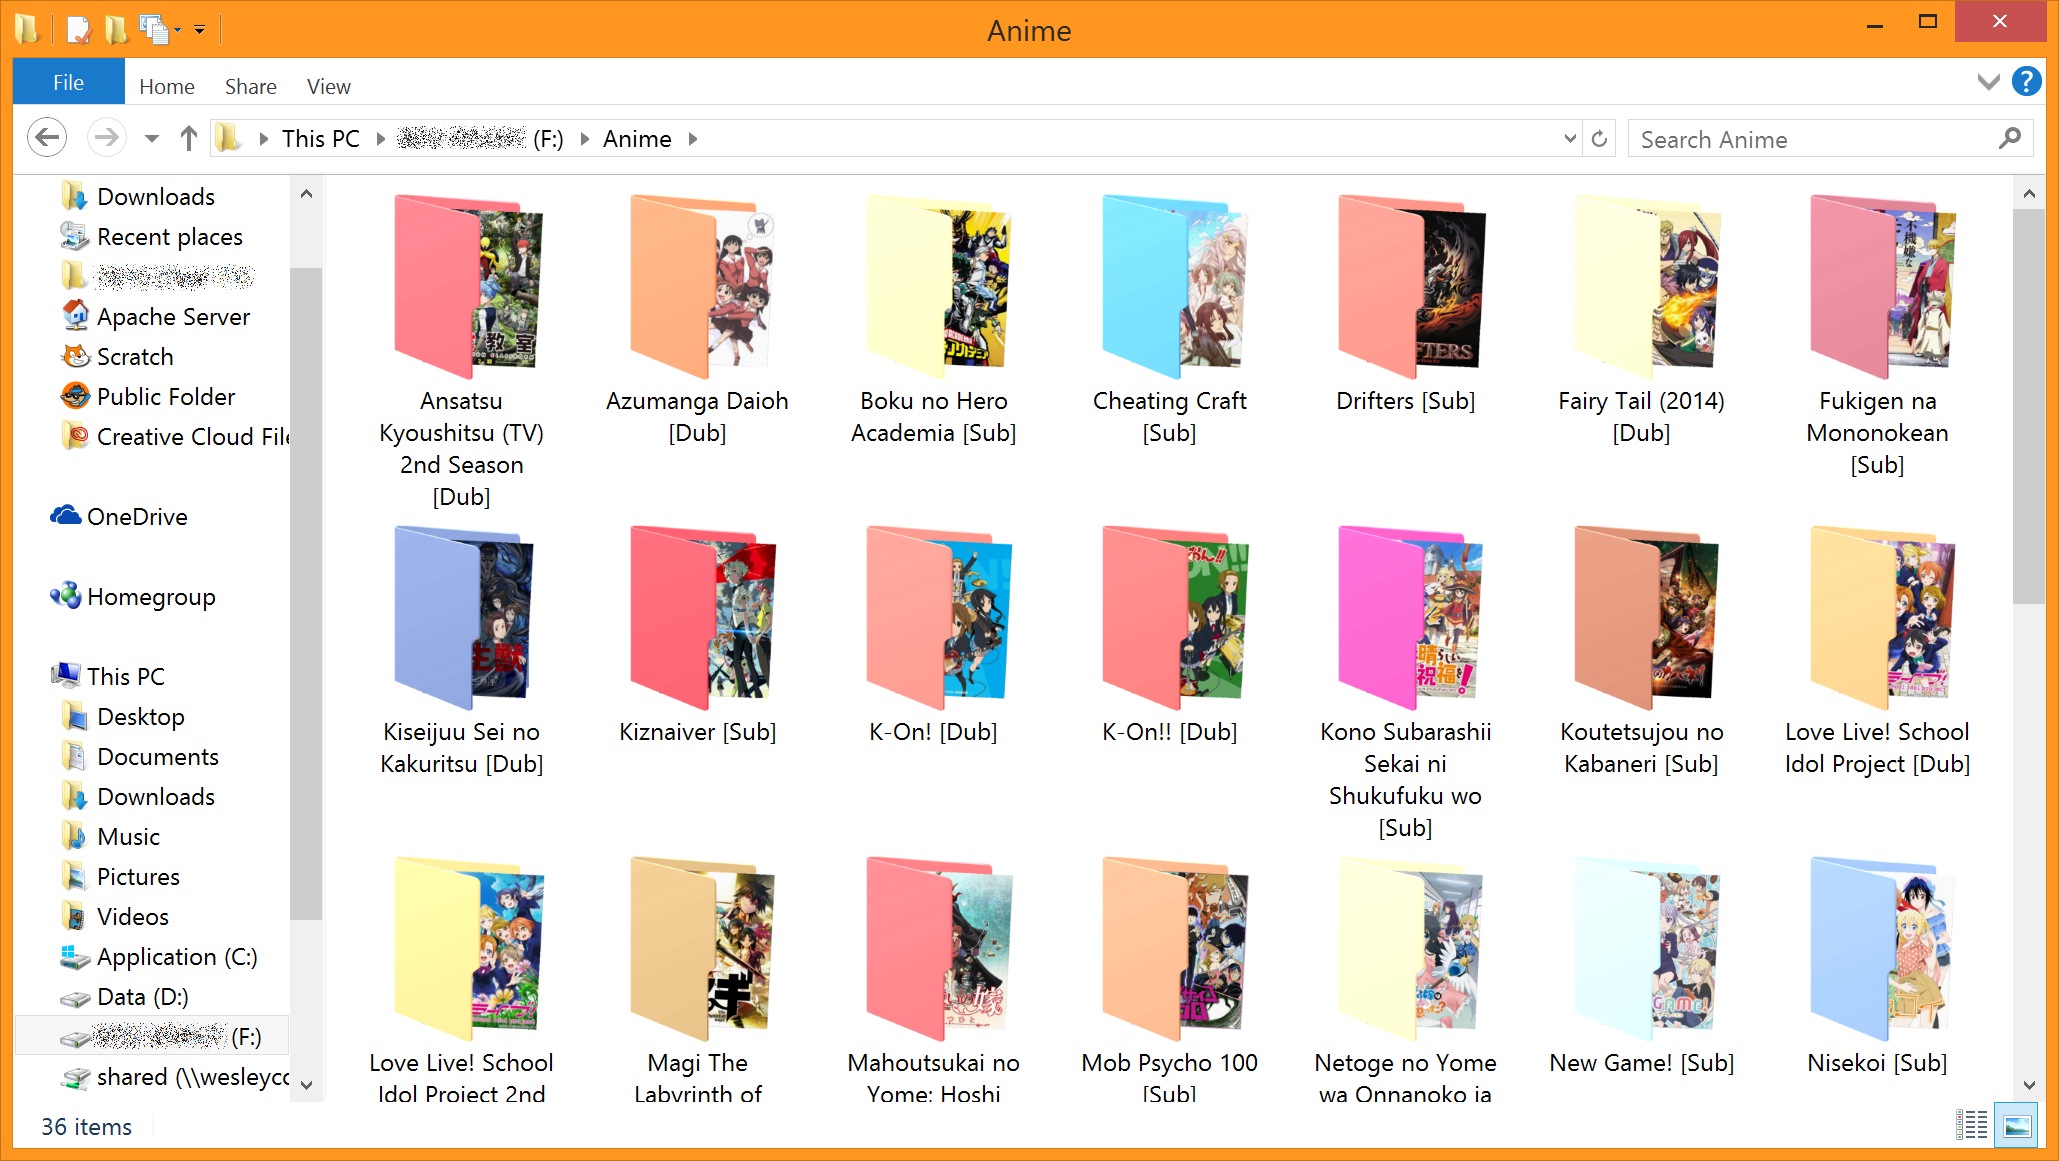 Anime
File
Home Share View
This PC (F:) Anime
Search Anime
Downloads
Recent places
Apache Server
Scratch
Public Folder
Creative Cloud File
OneDrive
Homegroup
This PC
Desktop
Documents
Downloads
Music
Pictures
Videos
Application (C:)
Data (D:)
(F:)
shared (\\wesleyco
Ansatsu
Kyoushitsu (TV)
2nd Season
[Dub]
Azumanga Daioh
[Dub]
Boku no Hero
Academia [Sub]
Cheating Craft
[Sub]
Drifters [Sub]
Fairy Tail (2014)
[Dub]
Fukigen na
Mononokean
[Sub]
Kiseijuu Sei no
Kakuritsu [Dub]
Kiznaiver [Sub]
K-On! [Dub]
K-On!! [Dub]
Kono Subarashii
Sekai ni
Shukufuku wo
[Sub]
Koutetsujou no
Kabaneri [Sub]
Love Live! School
Idol Project [Dub]
Love Live! School
Idol Project 2nd
Magi The
Labyrinth of
Mahoutsukai no
Yome: Hoshi
Mob Psycho 100
[Sub]
Netoge no Yome
wa Onnanoko ja
New Game! [Sub]
Nisekoi [Sub]
36 items